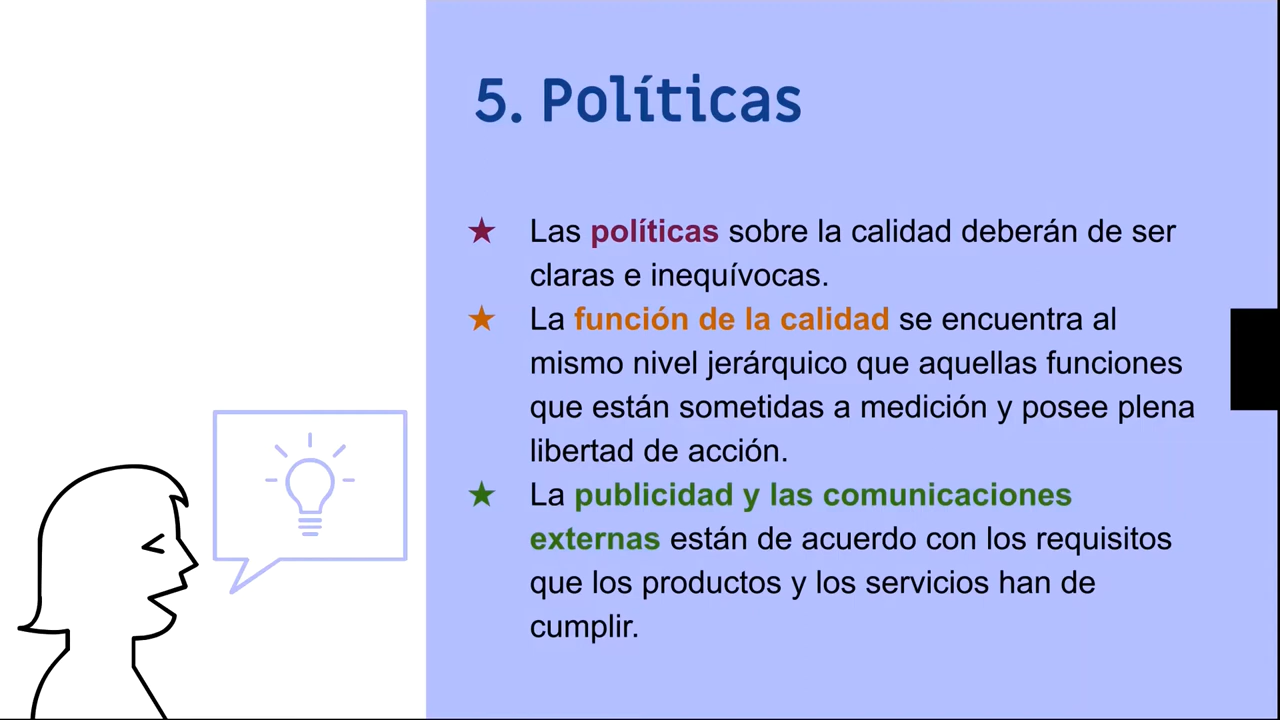 5. Políticas
★ Las políticas sobre la calidad deberán de ser
claras e inequívocas.
★ La función de la calidad se encuentra al
mismo nivel jerárquico que aquellas funciones
que están sometidas a medición y posee plena
libertad de acción.
★ La publicidad y las comunicaciones
externas están de acuerdo con los requisitos
que los productos y los servicios han de
cumplir.